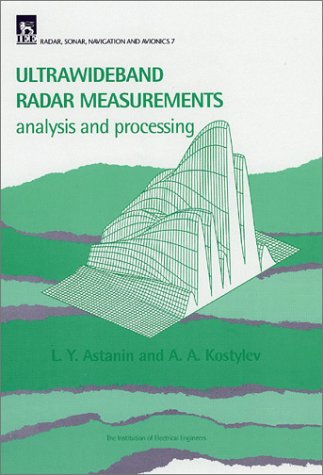 IEE
RADAR, SONAR, NAVIGATION AND AVIONICS 7
ULTRAWIDEBAND
RADAR MEASUREMENTS
analysis and processing
L. Y. Astanin and A. A. Kostylev
The Institution of Electrical Engineers